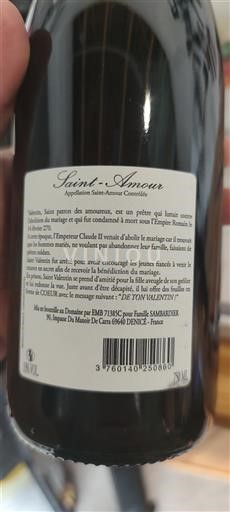 Saint-Amour
Appellation Saint-Amour Contrôlée
Valentin, Saint patron des amoureux, est un prêtre qui luttait contre
l'abolition du mariage et qui fut condamné à mort sous l'Empire Romain, le
14 février 270.
A cette époque, l'Empereur Claude II venait d'abolir le mariage car il trouvait
que les hommes mariés, ne voulant pas abandonner leur famille, faisaient de
piètres soldats.
Saint Valentin fut arrêté pour avoir encouragé les jeunes fiancés à venir le
trouver en secret afin de recevoir la bénédiction du mariage.
En prison, Saint Valentin se prend d'amitié pour la fille aveugle de son geôlier
et lui redonne la vue. Juste avant d'être décapité, il lui offre des feuilles en
forme de COEUR avec le message suivant : "DE TON VALENTIN !"
Mis en bouteille au Domaine par EMB 71385C pour Famille SAMBARDIER
90, Impasse Du Manoir De Carra 69640 DENICÉ - France
VINTOU
13% VOL.
3 760140 250860
750 ML